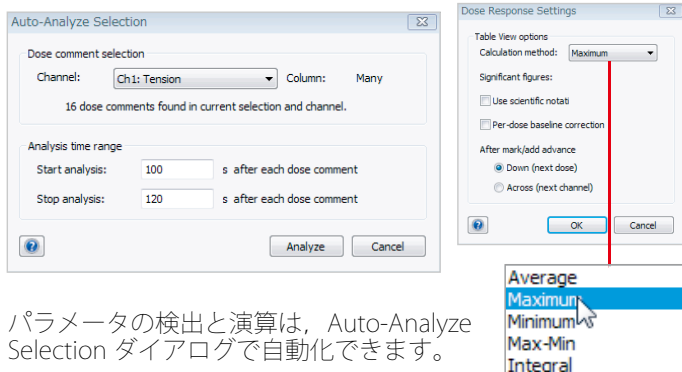 Auto-Analyze Selection
Dose comment selection
Channel: Ch1: Tension Column: Many
16 dose comments found in current selection and channel.
Analysis time range
Start analysis: 100 s after each dose comment
Stop analysis: 120 s after each dose comment
Analyze Cancel
Dose Response Settings
Table View options
Calculation method: Maximum
Significant figures:
Use scientific notati
Per-dose baseline correction
After mark/add advance
Down (next dose)
Across (next channel)
OK Cancel
Average
Maximum
Minimum
Max-Min
Integral
パラメータの検出と演算は，Auto-Analyze
Selection ダイアログで自動化できます。